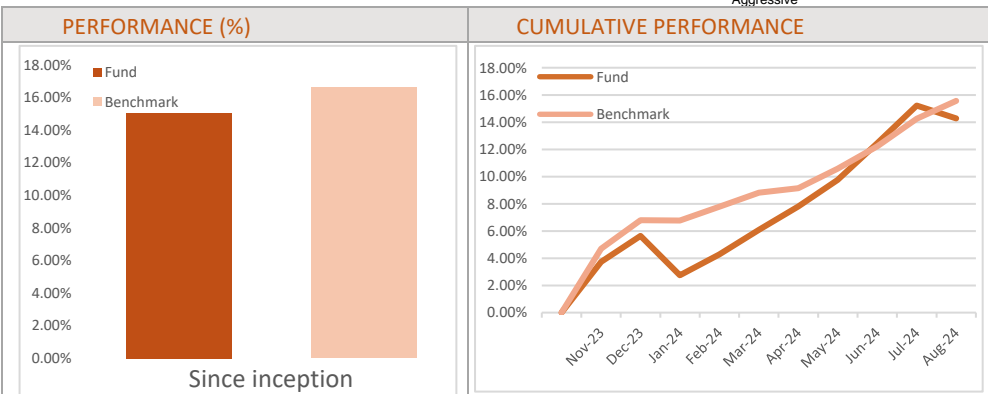 Aggressive
PERFORMANCE (%)
18.00%
16.00%
14.00%
12.00%
10.00%
8.00%
6.00%
4.00%
2.00%
0.00%
Fund
Benchmark
Since inception
CUMULATIVE PERFORMANCE
18.00%
16.00%
14.00%
12.00%
10.00%
8.00%
6.00%
4.00%
2.00%
0.00%
Fund
Benchmark
Nov-23
Dec-23
Jan-24
Feb-24
Mar-24
Apr-24
May-24
Jun-24
Jul-24
Aug-24